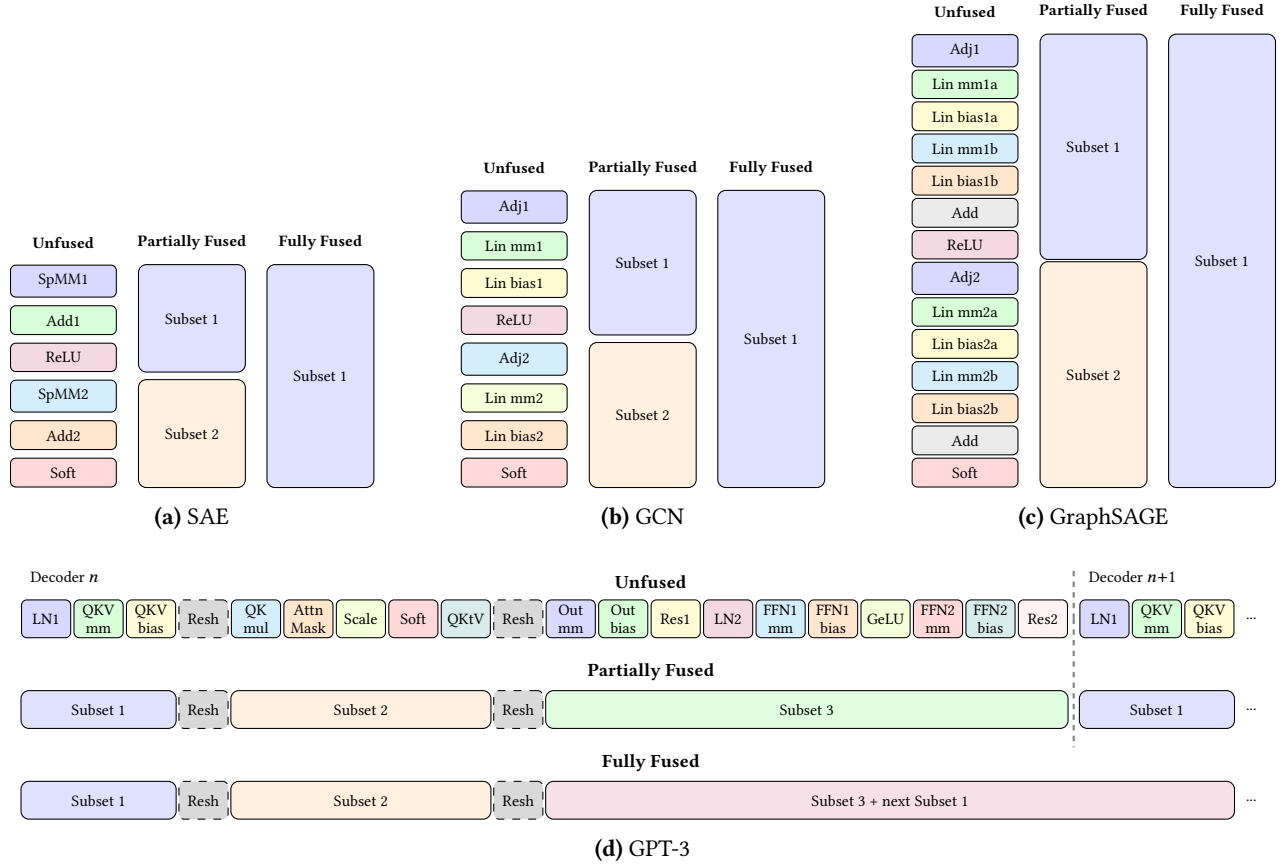 Unfused
Partially Fused
Fully Fused
SpMM1
Add1
ReLU
SpMM2
Add2
Soft
Subset 1
Subset 2
Subset 1
(a) SAE
Unfused
Partially Fused
Fully Fused
Adj1
Lin mm1
Lin bias1
ReLU
Adj2
Lin mm2
Lin bias2
Soft
Subset 1
Subset 2
Subset 1
(b) GCN
Unfused
Partially Fused
Fully Fused
Adj1
Lin mm1a
Lin bias1a
Lin mm1b
Lin bias1b
Add
ReLU
Adj2
Lin mm2a
Lin bias2a
Lin mm2b
Lin bias2b
Add
Soft
Subset 1
Subset 2
Subset 1
(c) GraphSAGE
Decoder n
Unfused
Decoder n+1
LN1
QKV
mm
QKV
bias
Resh
QK
mul
Attn
Mask
Scale
Soft
QKtV
Resh
Out
mm
Out
bias
Res1
LN2
FFN1
mm
FFN1
bias
GeLU
FFN2
mm
FFN2
bias
Res2
LN1
QKV
mm
QKV
bias
...
Partially Fused
Subset 1
Resh
Subset 2
Resh
Subset 3
Subset 1
...
Fully Fused
Subset 1
Resh
Subset 2
Resh
Subset 3 + next Subset 1
...
(d) GPT-3